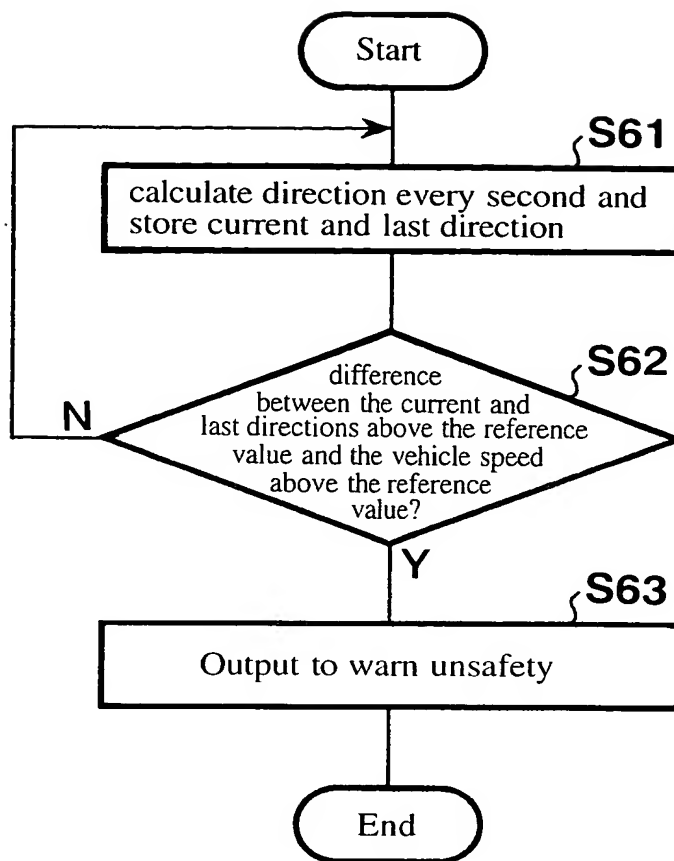 Start
S61
calculate direction every second and
store current and last direction
S62
difference
between the current and
last directions above the reference
value and the vehicle speed
above the reference
value?
N
Y
S63
Output to warn unsafety
End